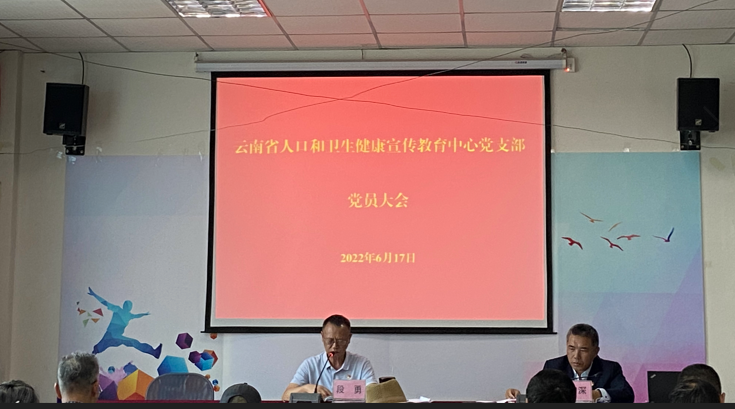 云南省人口和卫生健康宣传教育中心党支部
党员大会
2022年6月17日
段 勇
深